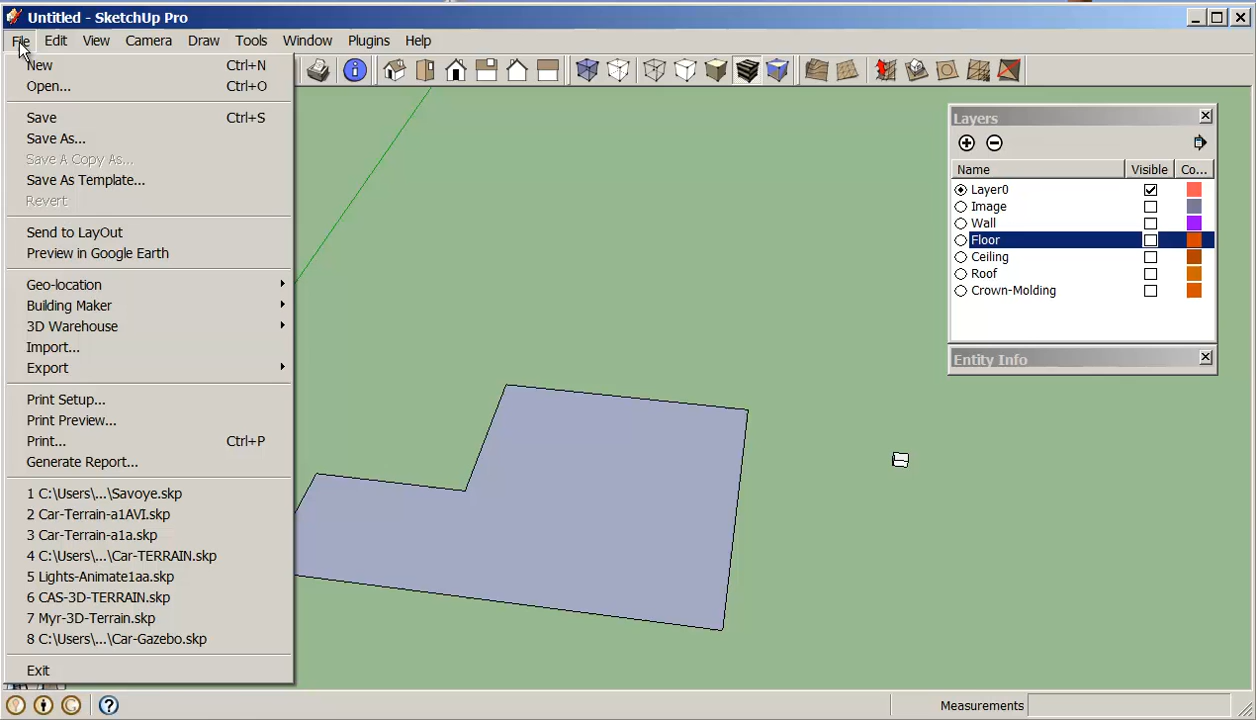 Untitled - SketchUp Pro
File Edit View Camera Draw Tools Window Plugins Help
New Ctrl+N
Open... Ctrl+O
Save Ctrl+S
Save As...
Save A Copy As...
Save As Template...
Revert
Send to LayOut
Preview in Google Earth
Geo-location
Building Maker
3D Warehouse
Import...
Export
Print Setup...
Print Preview...
Print... Ctrl+P
Generate Report...
1 C:\Users\...\Savoye.skp
2 Car-Terrain-a1AVI.skp
3 Car-Terrain-a1a.skp
4 C:\Users\...\Car-TERRAIN.skp
5 Lights-Animate1aa.skp
6 CAS-3D-TERRAIN.skp
7 Myr-3D-Terrain.skp
8 C:\Users\...\Car-Gazebo.skp
Exit
Layers
Name Visible Co...
Layer0
Image
Wall
Floor
Ceiling
Roof
Crown-Molding
Entity Info
Measurements